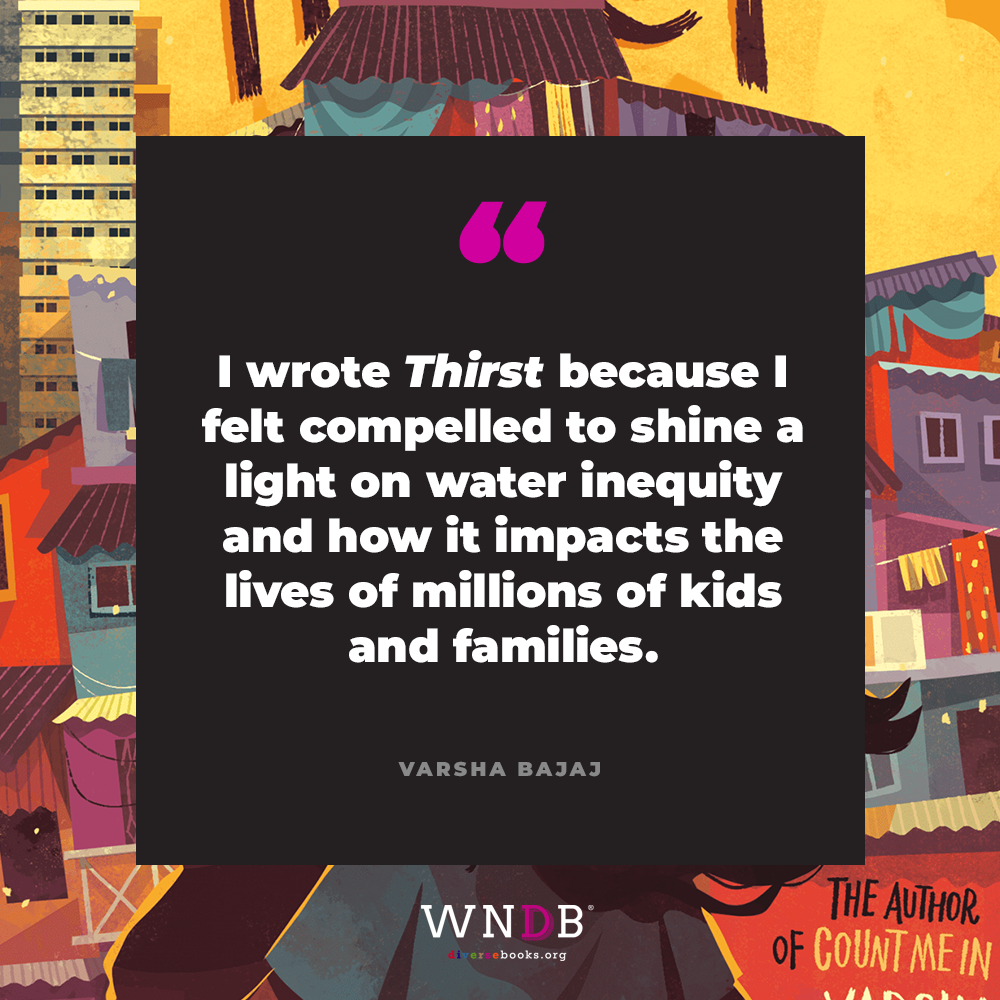 “
I wrote Thirst because I
felt compelled to shine a
light on water inequity
and how it impacts the
lives of millions of kids
and families.
VARSHA BAJAJ
WNDB®
diversebooks.org
THE AUTHOR
OF COUNT ME IN